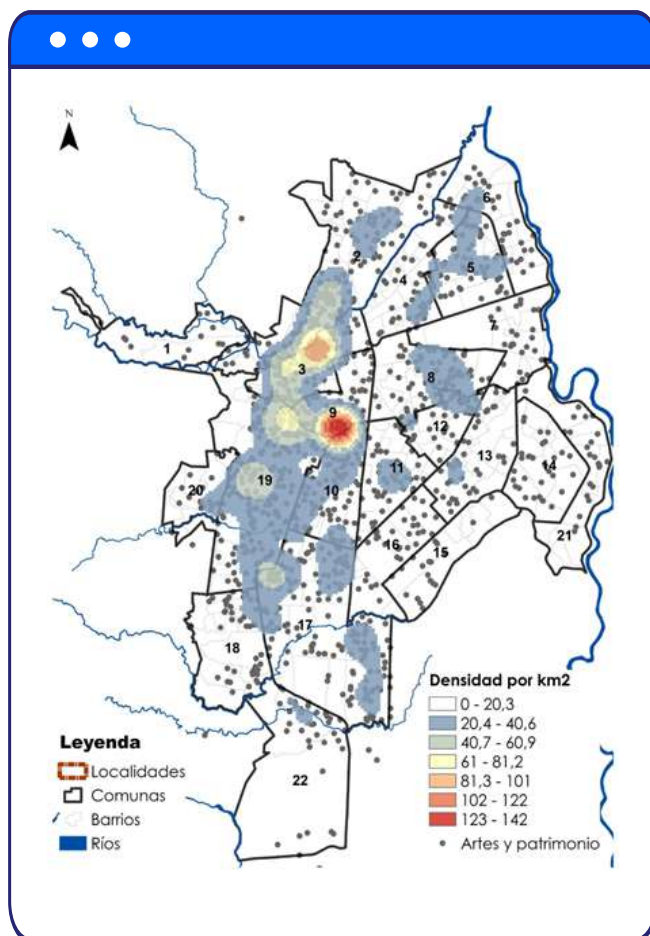 N
6
2
5
4
7
1
3
8
9
12
13
14
19
11
20
10
16
15
21
17
18
22
Densidad por km2
0 - 20,3
20,4 - 40,6
40,7 - 60,9
61 - 81,2
81,3 - 101
102 - 122
123 - 142
Artes y patrimonio
Leyenda
Localidades
Comunas
Barrios
Ríos